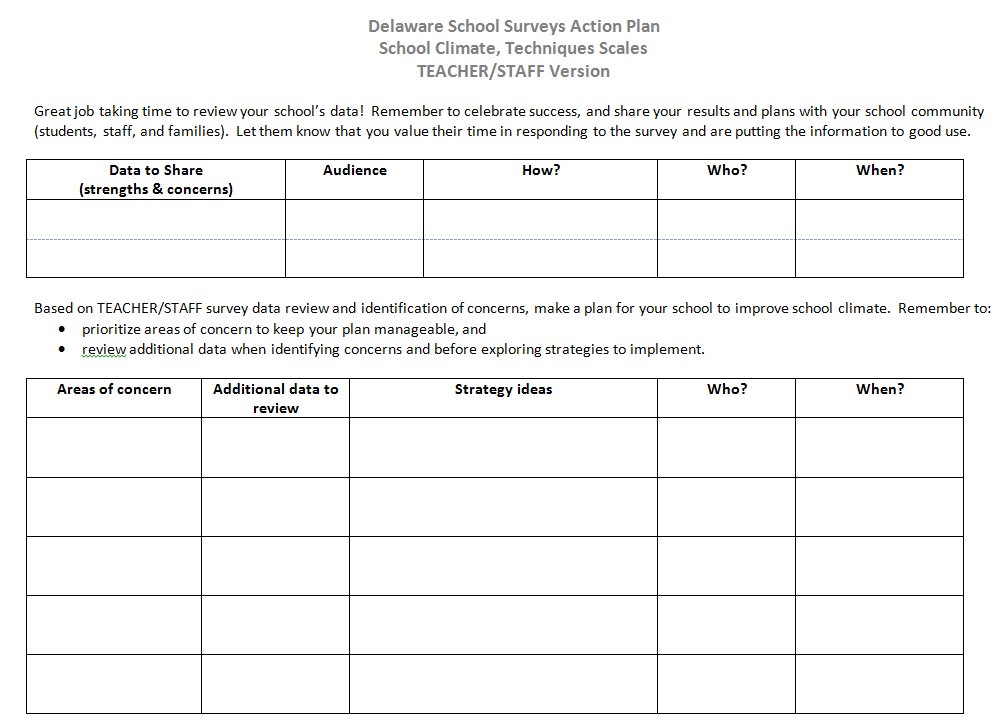 Delaware School Surveys Action Plan
School Climate, Techniques Scales
TEACHER/STAFF Version
Great job taking time to review your school’s data! Remember to celebrate success, and share your results and plans with your school community
(students, staff, and families). Let them know that you value their time in responding to the survey and are putting the information to good use.
Data to Share
(strengths & concerns)
Audience
How?
Who?
When?
Based on TEACHER/STAFF survey data review and identification of concerns, make a plan for your school to improve school climate. Remember to:
• prioritize areas of concern to keep your plan manageable, and
• review additional data when identifying concerns and before exploring strategies to implement.
Areas of concern
Additional data to
review
Strategy ideas
Who?
When?